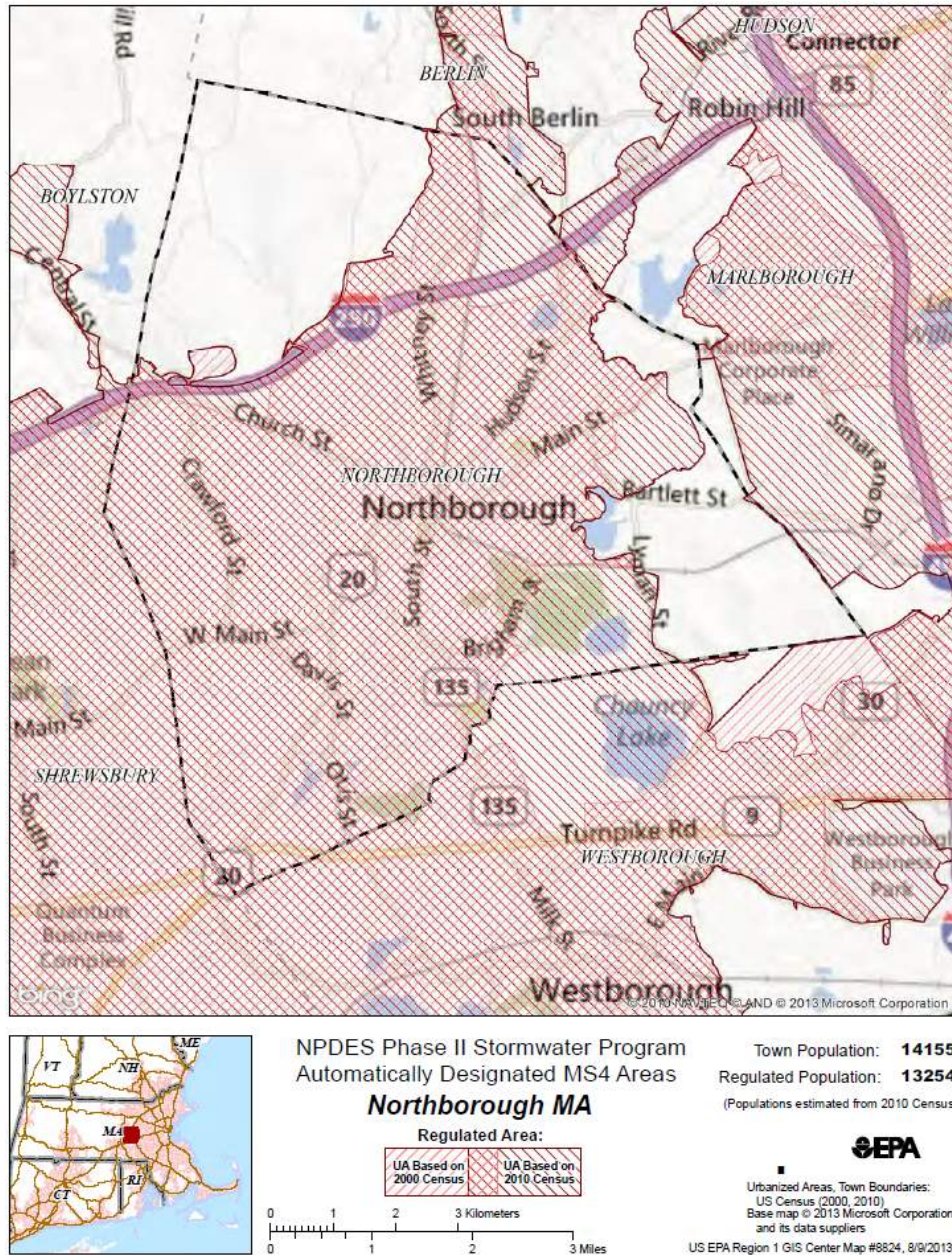 HUDSON
Connector
BERLIN
85
South Berlin
Robin Hill
BOYLSTON
Central St
MARLBOROUGH
290
Whitney St
Marlborough
Corporate
Place
Hudson St
Church St
Main St
Simarano Dr
NORTHBOROUGH
Crawford St
Bartlett St
Northborough
Lyman St
20
South St
W Main St
Brigham St
Davis St
135
30
Main St
Chauncy
Lake
SHREWSBURY
Otis St
135
9
South St
Turnpike Rd
Westborough
Business
Park
WESTBOROUGH
30
E Main
Milk S
Quantum
Business
Complex
bing
Westborough
© 2010 NAVTEQ © AND © 2013 Microsoft Corporation
ME
VT
NH
MA
CT
RI
NPDES Phase II Stormwater Program
Automatically Designated MS4 Areas
Northborough MA
Regulated Area:
UA Based on
2000 Census
UA Based on
2010 Census
0 1 2 3 Kilometers
0 1 2 3 Miles
Town Population: 14155
Regulated Population: 13254
(Populations estimated from 2010 Census
EPA
Urbanized Areas, Town Boundaries:
US Census (2000, 2010)
Base map © 2013 Microsoft Corporation
and its data suppliers
US EPA Region 1 GIS Center Map #8824, 8/9/2013